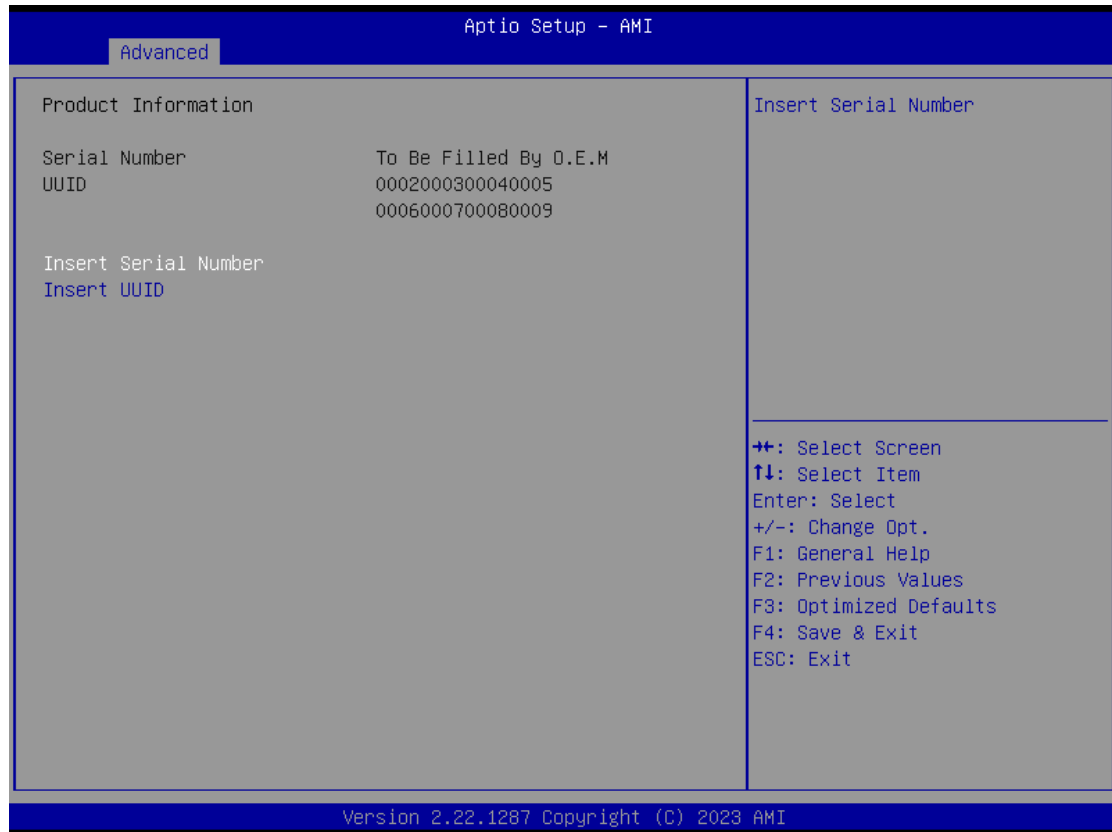 Aptio Setup – AMI
Advanced
Product Information
Serial Number To Be Filled By O.E.M
UUID 0002000300040005
0006000700080009
Insert Serial Number
Insert UUID
Insert Serial Number
→←: Select Screen
↑↓: Select Item
Enter: Select
+/-: Change Opt.
F1: General Help
F2: Previous Values
F3: Optimized Defaults
F4: Save & Exit
ESC: Exit
Version 2.22.1287 Copyright (C) 2023 AMI